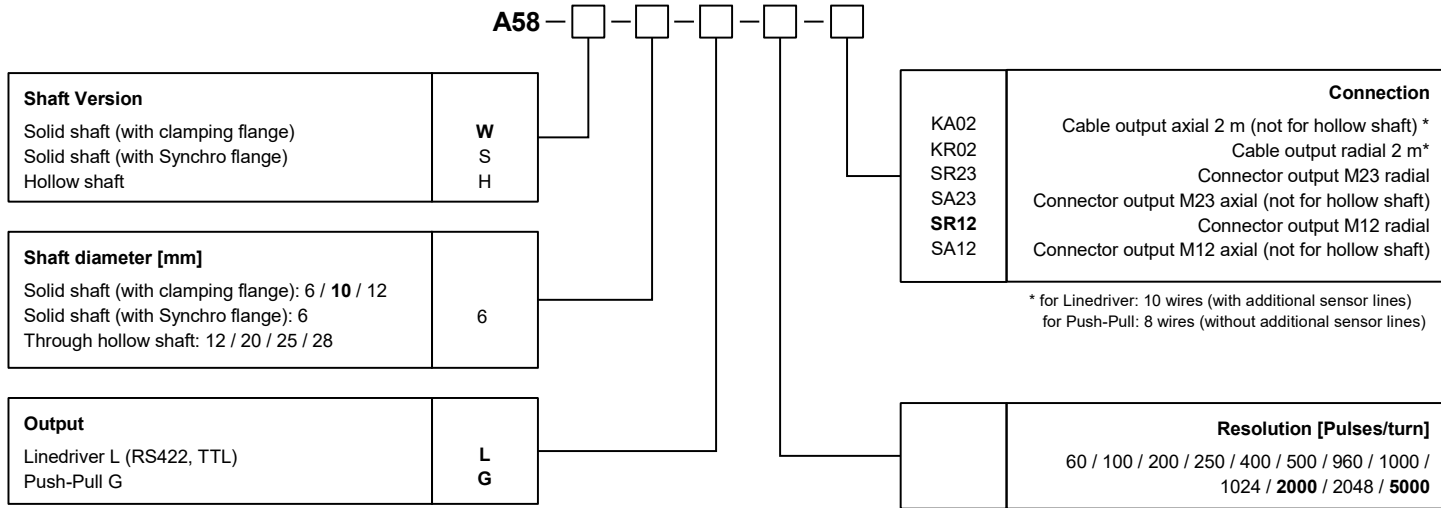 A58 – – – – –
Shaft Version
Solid shaft (with clamping flange) W
Solid shaft (with Synchro flange) S
Hollow shaft H
Shaft diameter [mm]
Solid shaft (with clamping flange): 6 / 10 / 12
Solid shaft (with Synchro flange): 6 6
Through hollow shaft: 12 / 20 / 25 / 28
Output
Linedriver L (RS422, TTL) L
Push-Pull G G
Connection
KA02 Cable output axial 2 m (not for hollow shaft) *
KR02 Cable output radial 2 m*
SR23 Connector output M23 radial
SA23 Connector output M23 axial (not for hollow shaft)
SR12 Connector output M12 radial
SA12 Connector output M12 axial (not for hollow shaft)
* for Linedriver: 10 wires (with additional sensor lines)
for Push-Pull: 8 wires (without additional sensor lines)
Resolution [Pulses/turn]
60 / 100 / 200 / 250 / 400 / 500 / 960 / 1000 /
1024 / 2000 / 2048 / 5000